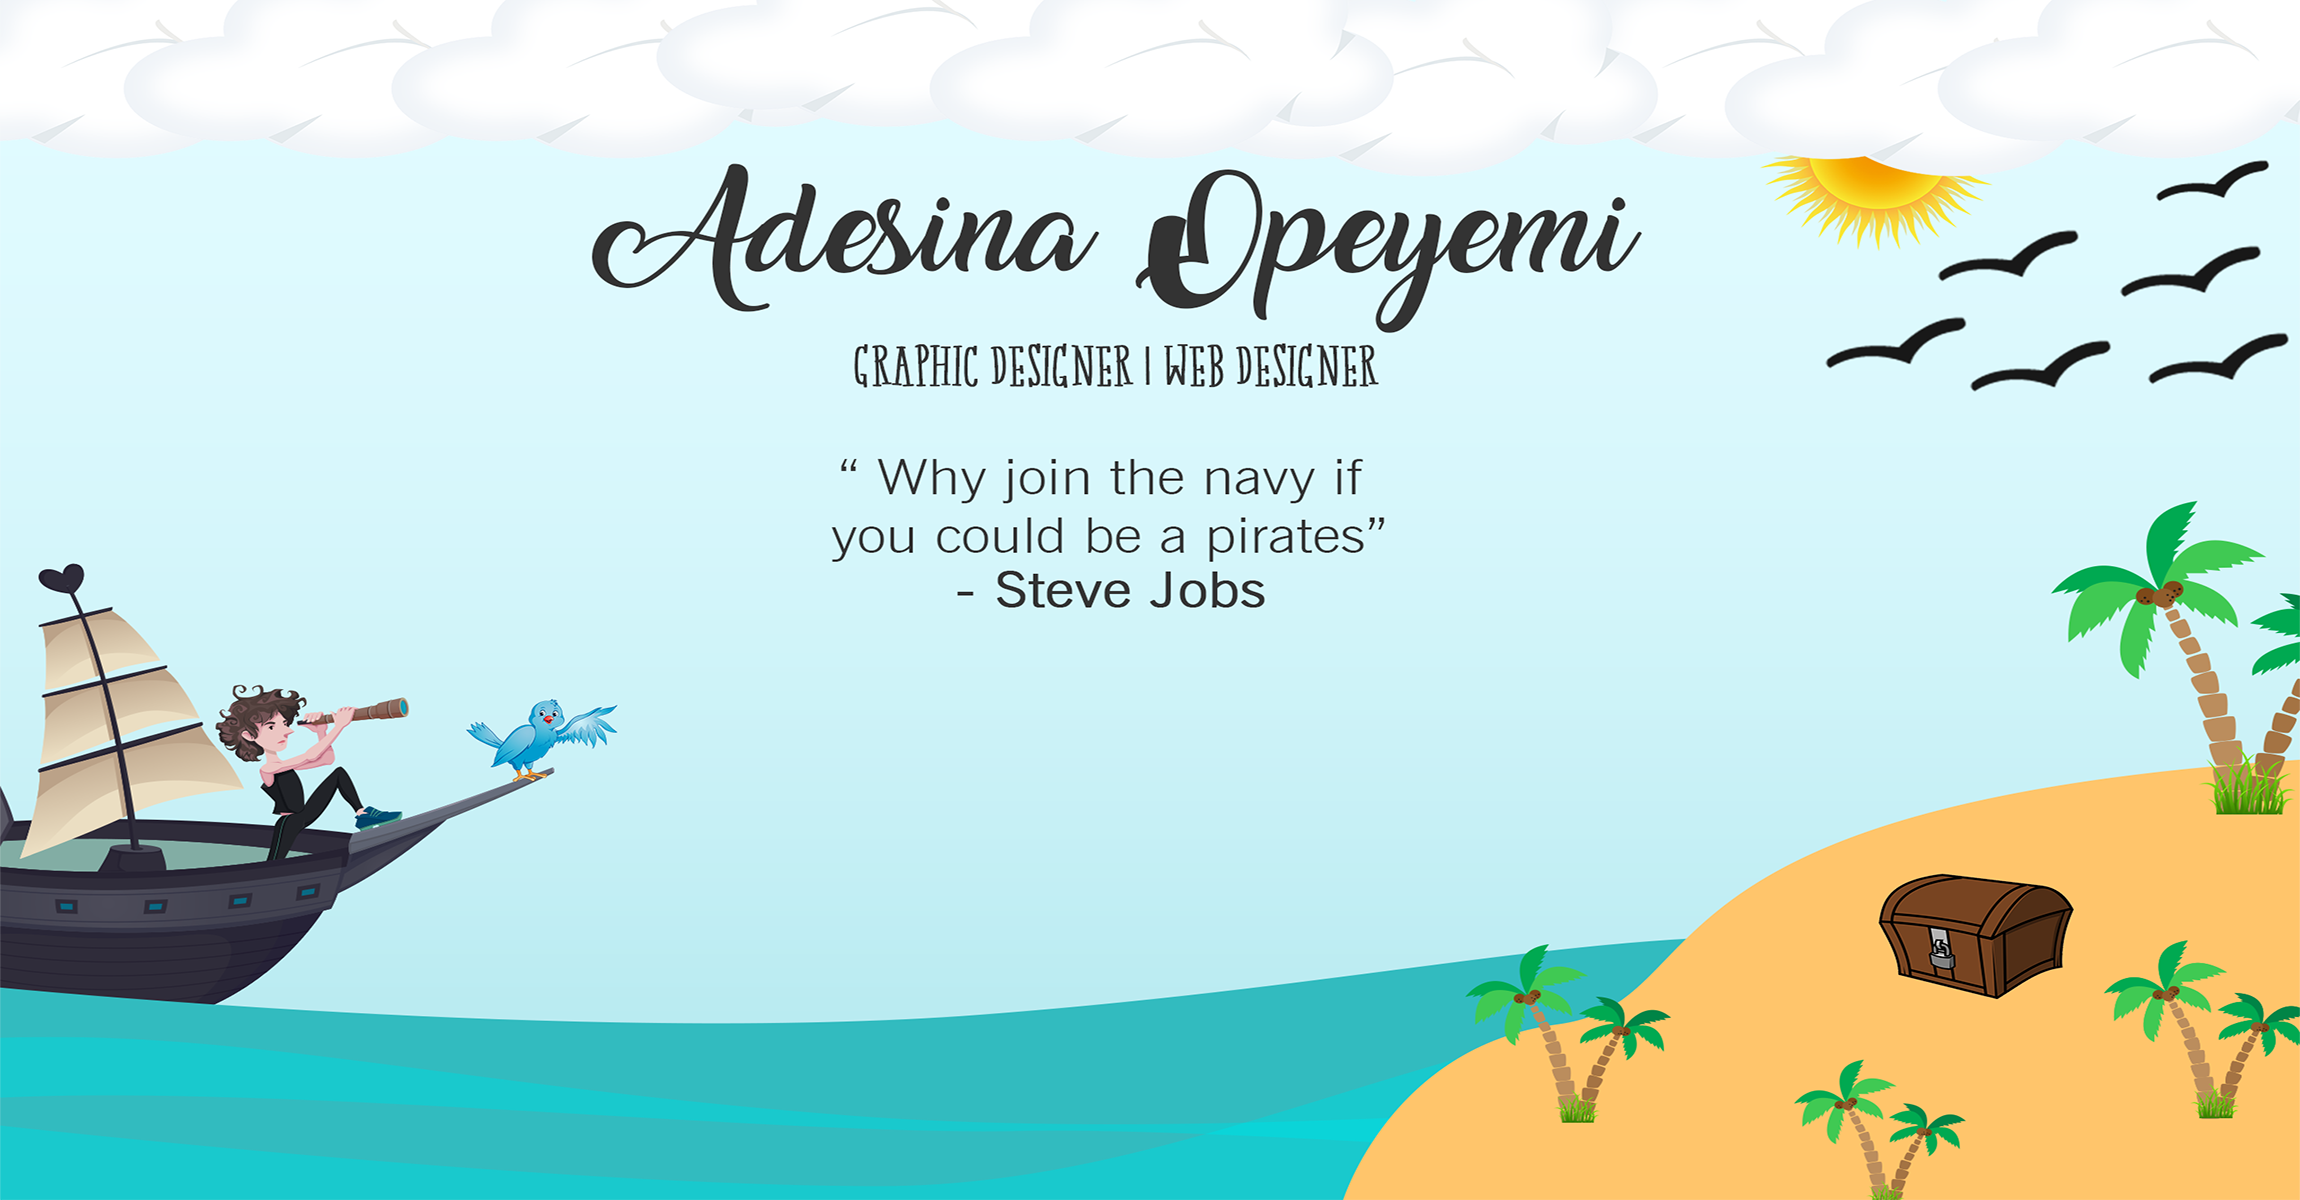 Adesina Opeyemi
GRAPHIC DESIGNER | WEB DESIGNER
“ Why join the navy if
you could be a pirates”
- Steve Jobs